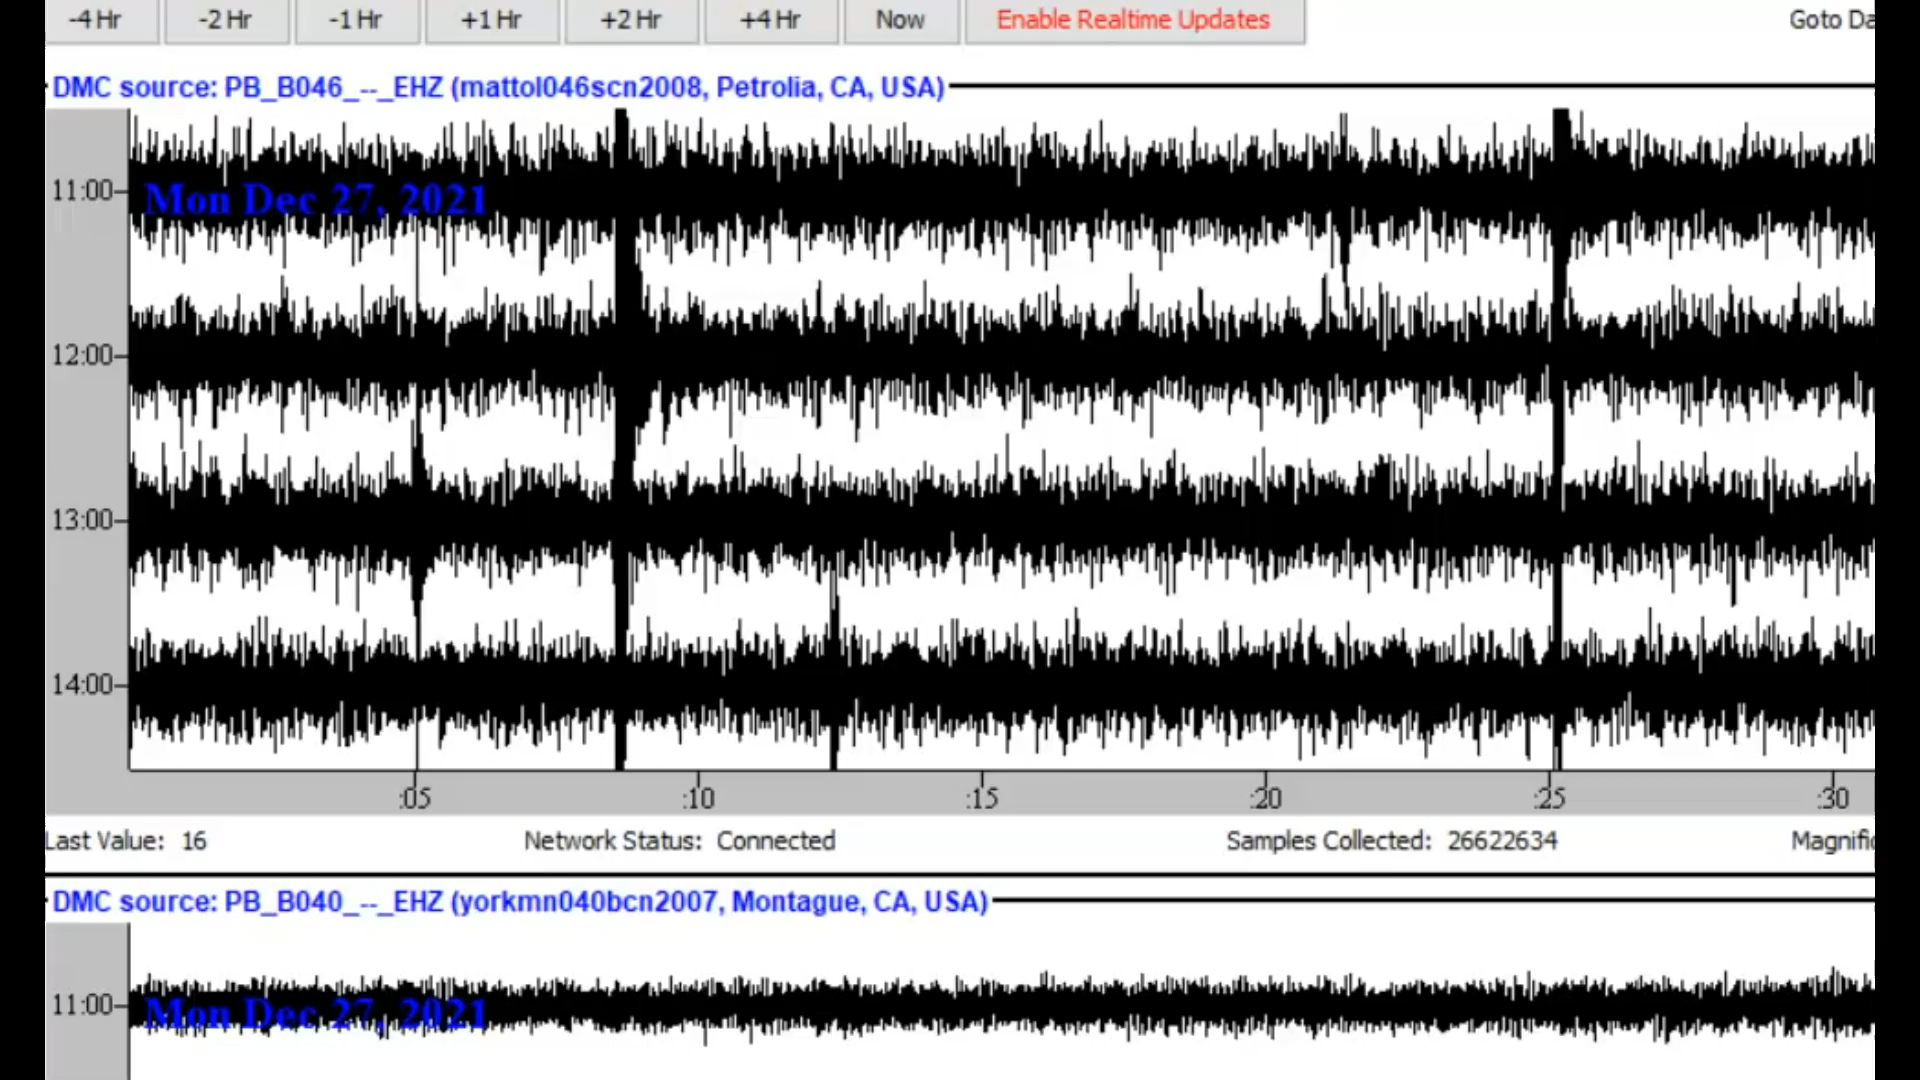 -4 Hr -2 Hr -1 Hr +1 Hr +2 Hr +4 Hr Now Enable Realtime Updates Goto Da
DMC source: PB_B046_--_EHZ (mattol046scn2008, Petrolia, CA, USA)
11:00
Mon Dec 27, 2021
12:00
13:00
14:00
:05 :10 :15 :20 :25 :30
Last Value: 16 Network Status: Connected Samples Collected: 26622634 Magnific
DMC source: PB_B040_--_EHZ (yorkmn040bcn2007, Montague, CA, USA)
11:00
Mon Dec 27, 2021